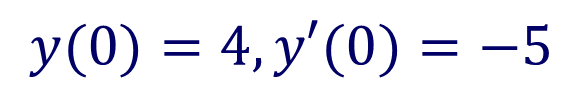 y(0) = 4, y′(0) = −5